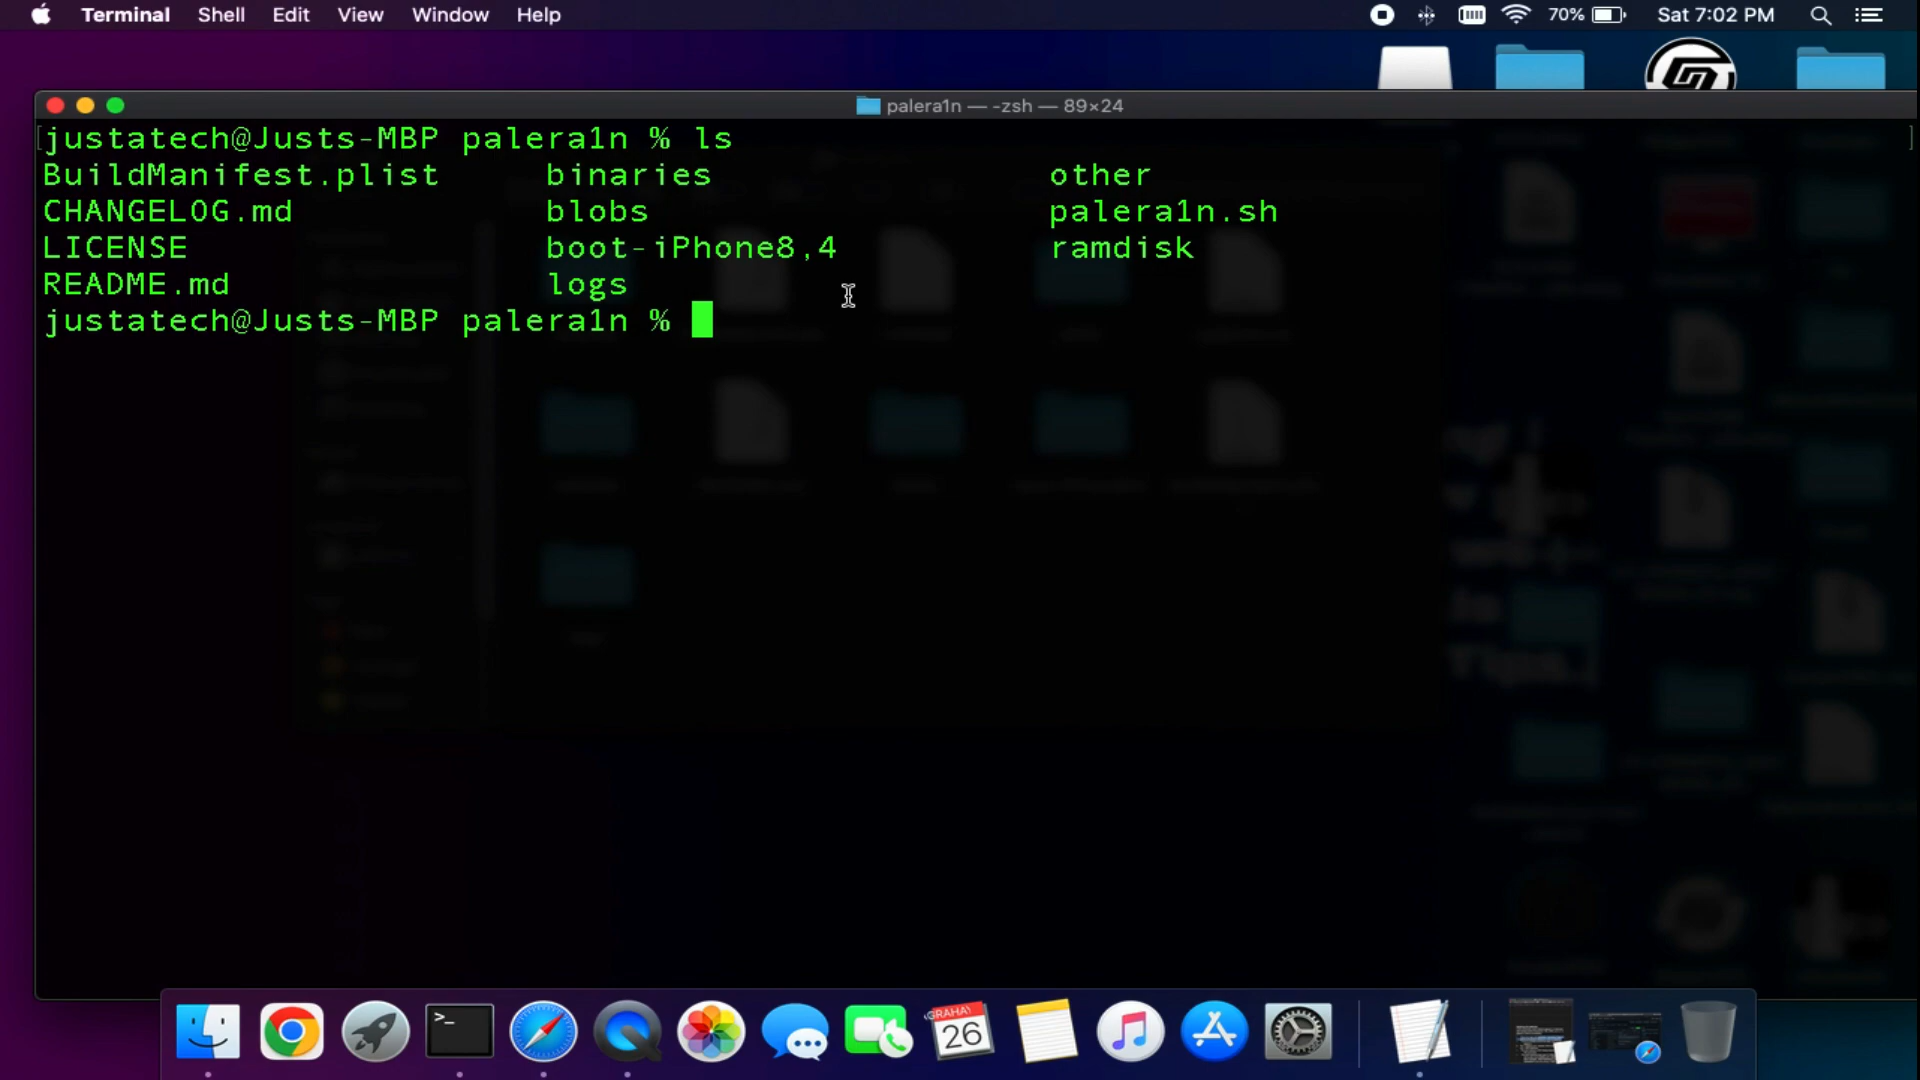 Terminal Shell Edit View Window Help 70% Sat 7:02 PM
palera1n — -zsh — 89×24
[justatech@Justs-MBP palera1n % ls ]
BuildManifest.plist binaries other
CHANGELOG.md blobs palera1n.sh
LICENSE boot-iPhone8,4 ramdisk
README.md logs
justatech@Justs-MBP palera1n %
Tips.
>_
GRAHA
26